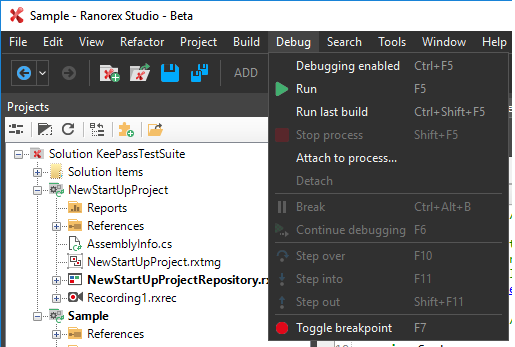 Sample - Ranorex Studio - Beta
File Edit View Refactor Project Build Debug Search Tools Window Help
ADD
Debugging enabled Ctrl+F5
Run F5
Run last build Ctrl+Shift+F5
Stop process Shift+F5
Attach to process...
Detach
Break Ctrl+Alt+B
Continue debugging F6
Step over F10
Step into F11
Step out Shift+F11
Toggle breakpoint F7
Projects
Solution KeePassTestSuite
Solution Items
NewStartUpProject
Reports
References
AssemblyInfo.cs
NewStartUpProject.rxtmg
NewStartUpProjectRepository.rx
Recording1.rxrec
Sample
References